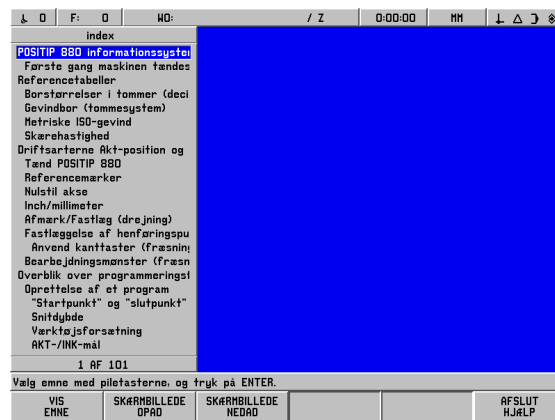 0 F: 0 WO: / Z 0:00:00 MM
index
POSITIP 880 informationssyster
Første gang maskinen tændes
Referencetabeller
Borstørrelser i tommer (deci
Gevindbor (tommesystem)
Metriske ISO-gevind
Skærehastighed
Driftsarterne Akt-position og
Tænd POSITIP 880
Referencemærker
Nulstil akse
Inch/millimeter
Afmærk/Fastlæg (drejning)
Fastlæggelse af henføringspu
Anvend kanttaster (fræsning
Bearbejdningsmønster (fræsn
Overblik over programmeringsf
Oprettelse af et program
"Startpunkt" og "slutpunkt"
Snitdybde
Værktøjsforsætning
AKT-/INK-mål
1 AF 101
Vælg emne med piletasterne, og tryk på ENTER.
VIS EMNE
SKÆRMBILLEDE OPAD
SKÆRMBILLEDE NEDAD
AFSLUT HJÆLP